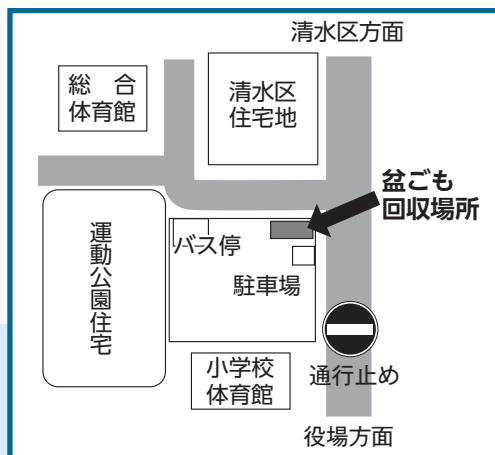 清水区方面
総　合
体育館
清水区
住宅地
盆ごも
回収場所
運動公園住宅
バス停
駐車場
小学校
体育館
通行止め
役場方面